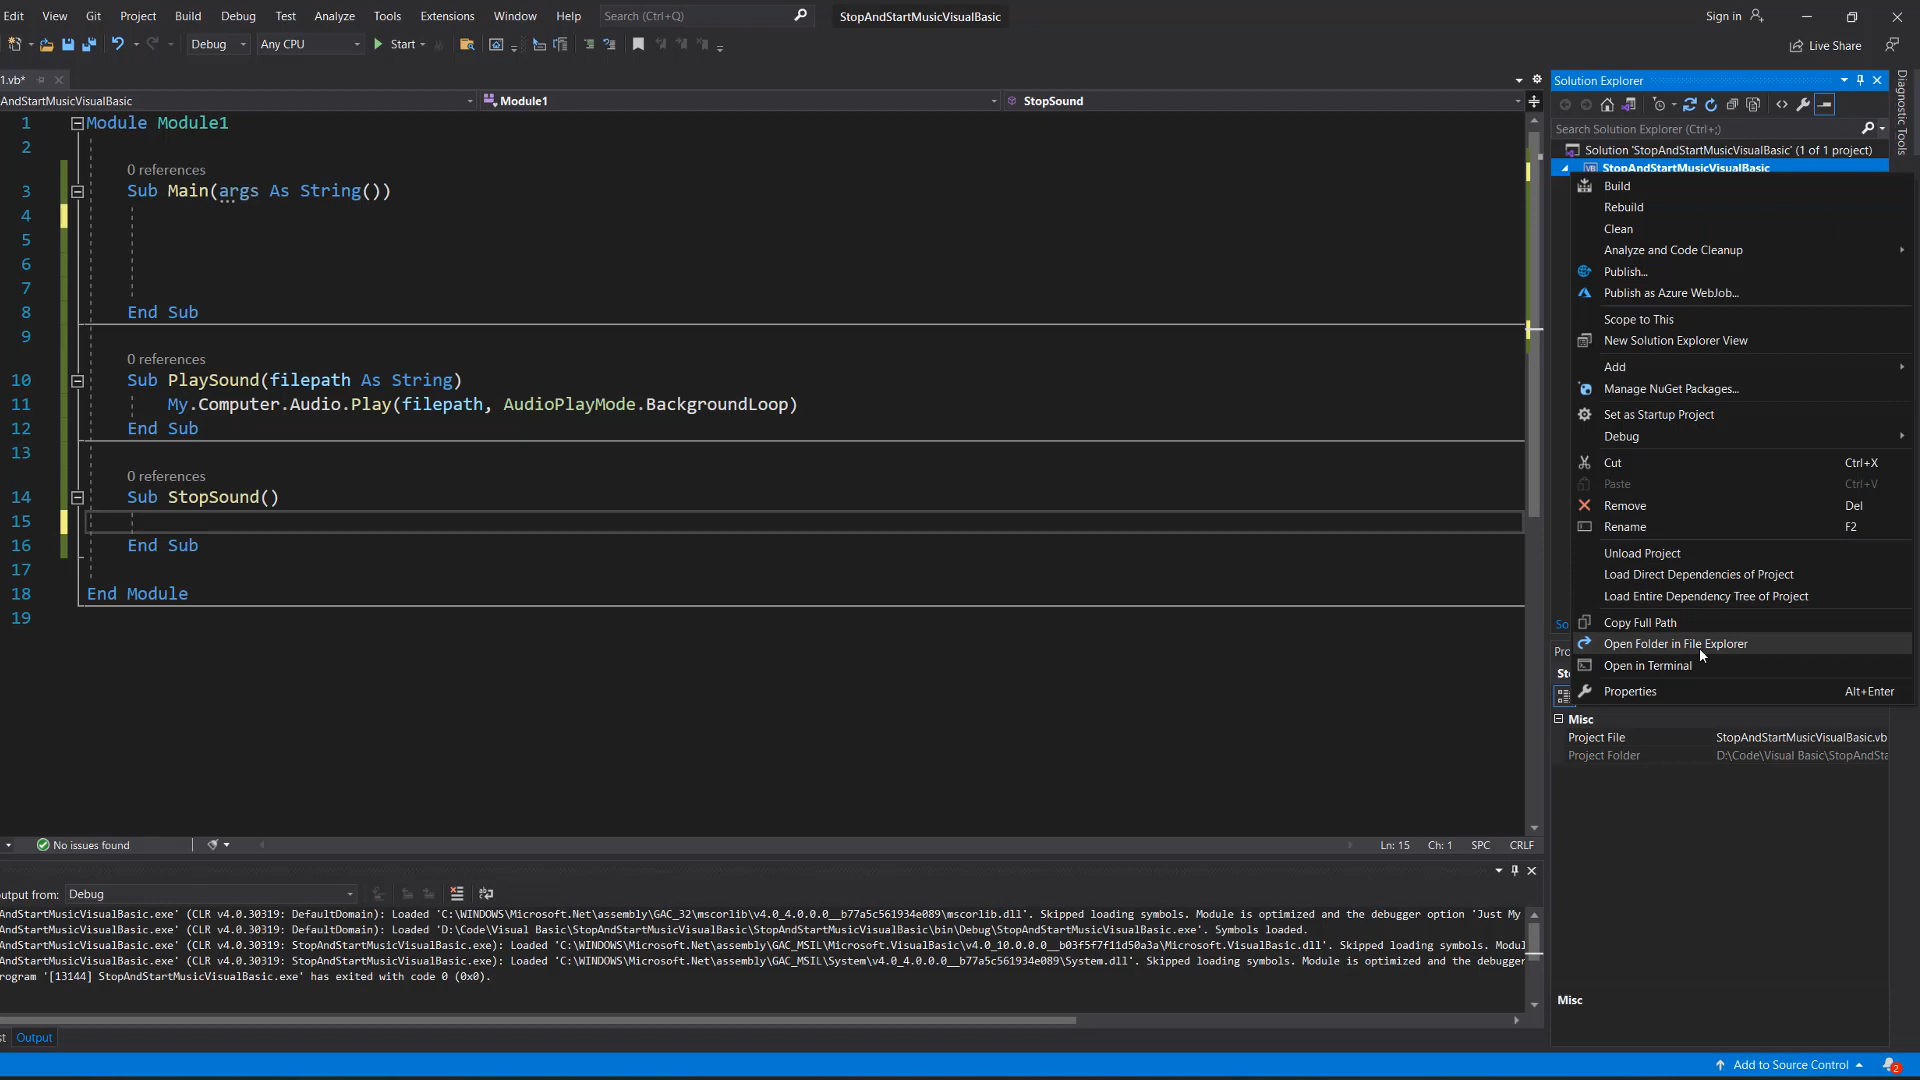 Edit View Git Project Build Debug Test Analyze Tools Extensions Window Help Search (Ctrl+Q) StopAndStartMusicVisualBasic Sign in
Debug Any CPU Start Live Share
1.vb*
AndStartMusicVisualBasic Module1 StopSound
1 Module Module1
2
0 references
3 Sub Main(args As String())
4
5
6
7
8 End Sub
9
0 references
10 Sub PlaySound(filepath As String)
11 My.Computer.Audio.Play(filepath, AudioPlayMode.BackgroundLoop)
12 End Sub
13
0 references
14 Sub StopSound()
15
16 End Sub
17
18 End Module
19
No issues found Ln: 15 Ch: 1 SPC CRLF
utput from: Debug
AndStartMusicVisualBasic.exe' (CLR v4.0.30319: DefaultDomain): Loaded 'C:\WINDOWS\Microsoft.Net\assembly\GAC_32\mscorlib\v4.0_4.0.0.0__b77a5c561934e089\mscorlib.dll'. Skipped loading symbols. Module is optimized and the debugger option 'Just My
AndStartMusicVisualBasic.exe' (CLR v4.0.30319: DefaultDomain): Loaded 'D:\Code\Visual Basic\StopAndStartMusicVisualBasic\StopAndStartMusicVisualBasic\bin\Debug\StopAndStartMusicVisualBasic.exe'. Symbols loaded.
AndStartMusicVisualBasic.exe' (CLR v4.0.30319: StopAndStartMusicVisualBasic.exe): Loaded 'C:\WINDOWS\Microsoft.Net\assembly\GAC_MSIL\Microsoft.VisualBasic\v4.0_10.0.0.0__b03f5f7f11d50a3a\Microsoft.VisualBasic.dll'. Skipped loading symbols. Modul
AndStartMusicVisualBasic.exe' (CLR v4.0.30319: StopAndStartMusicVisualBasic.exe): Loaded 'C:\WINDOWS\Microsoft.Net\assembly\GAC_MSIL\System\v4.0_4.0.0.0__b77a5c561934e089\System.dll'. Skipped loading symbols. Module is optimized and the debugger
rogram '[13144] StopAndStartMusicVisualBasic.exe' has exited with code 0 (0x0).
st Output
Solution Explorer
Search Solution Explorer (Ctrl+;)
Solution 'StopAndStartMusicVisualBasic' (1 of 1 project)
VB StopAndStartMusicVisualBasic
Build
Rebuild
Clean
Analyze and Code Cleanup
Publish...
Publish as Azure WebJob...
Scope to This
New Solution Explorer View
Add
Manage NuGet Packages...
Set as Startup Project
Debug
Cut Ctrl+X
Paste Ctrl+V
Remove Del
Rename F2
Unload Project
Load Direct Dependencies of Project
Load Entire Dependency Tree of Project
So Copy Full Path
Open Folder in File Explorer
Pro
Open in Terminal
Sto
Properties Alt+Enter
Misc
Project File StopAndStartMusicVisualBasic.vb
Project Folder D:\Code\Visual Basic\StopAndSta
Misc
Diagnostic Tools
Add to Source Control 2